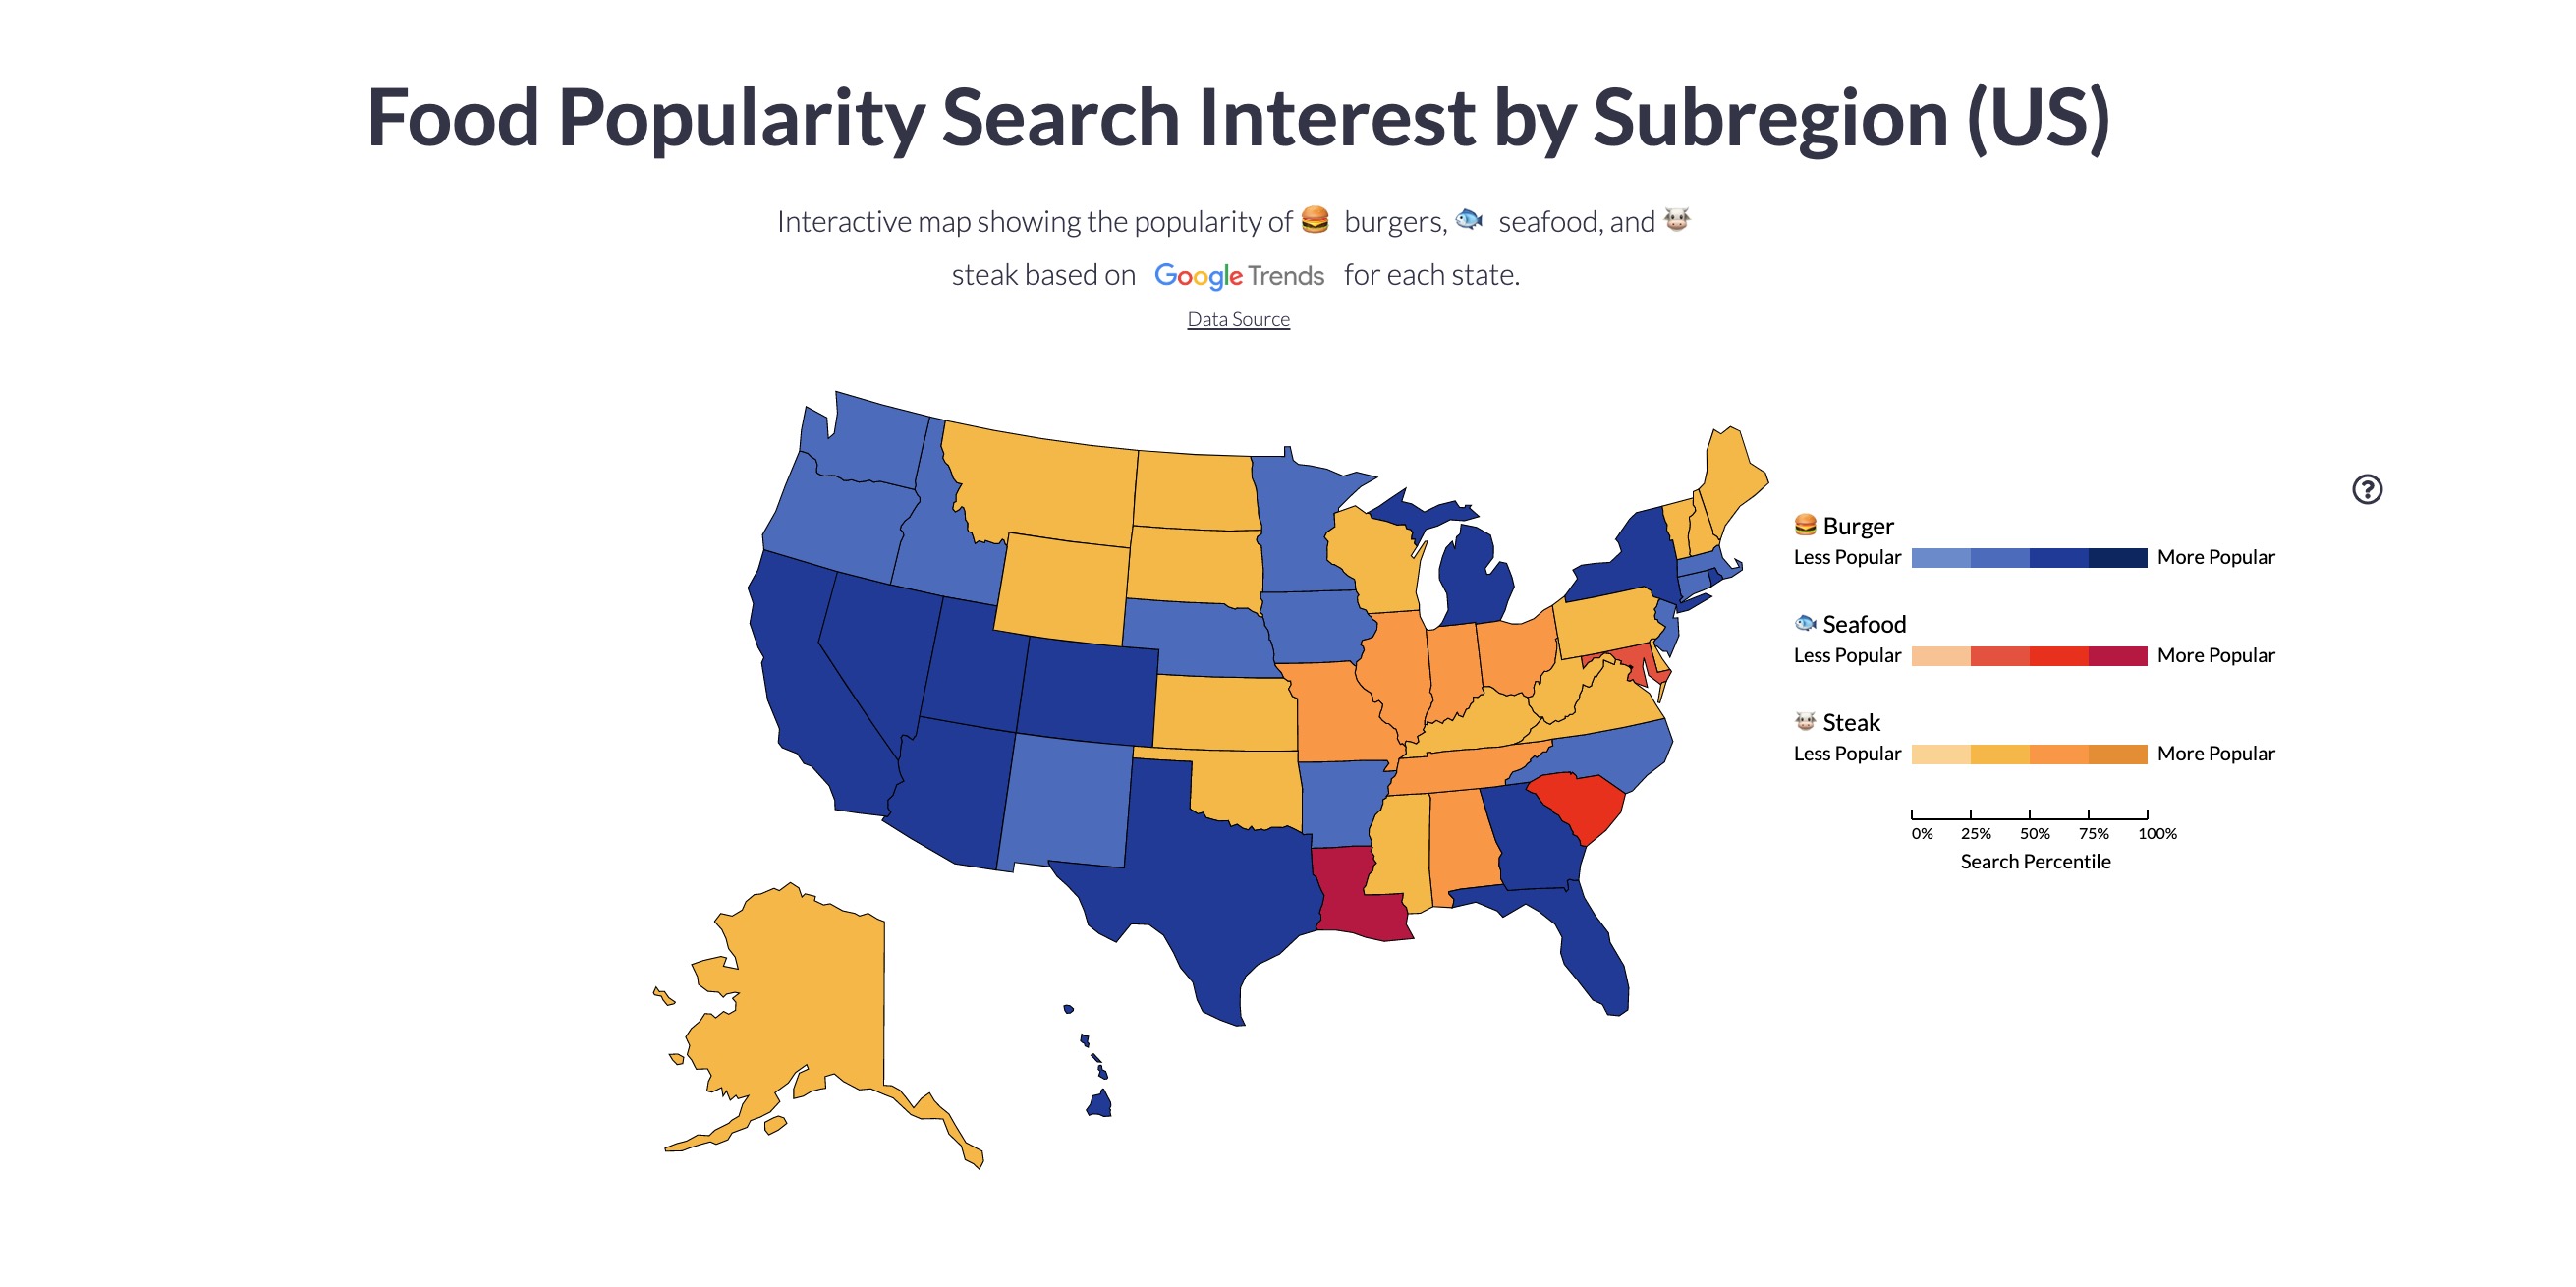 Food Popularity Search Interest by Subregion (US)
Interactive map showing the popularity of 🍔 burgers, 🐟 seafood, and 🐮
steak based on Google Trends for each state.
Data Source
?
🍔 Burger
Less Popular More Popular
🐟 Seafood
Less Popular More Popular
🐮 Steak
Less Popular More Popular
0% 25% 50% 75% 100%
Search Percentile